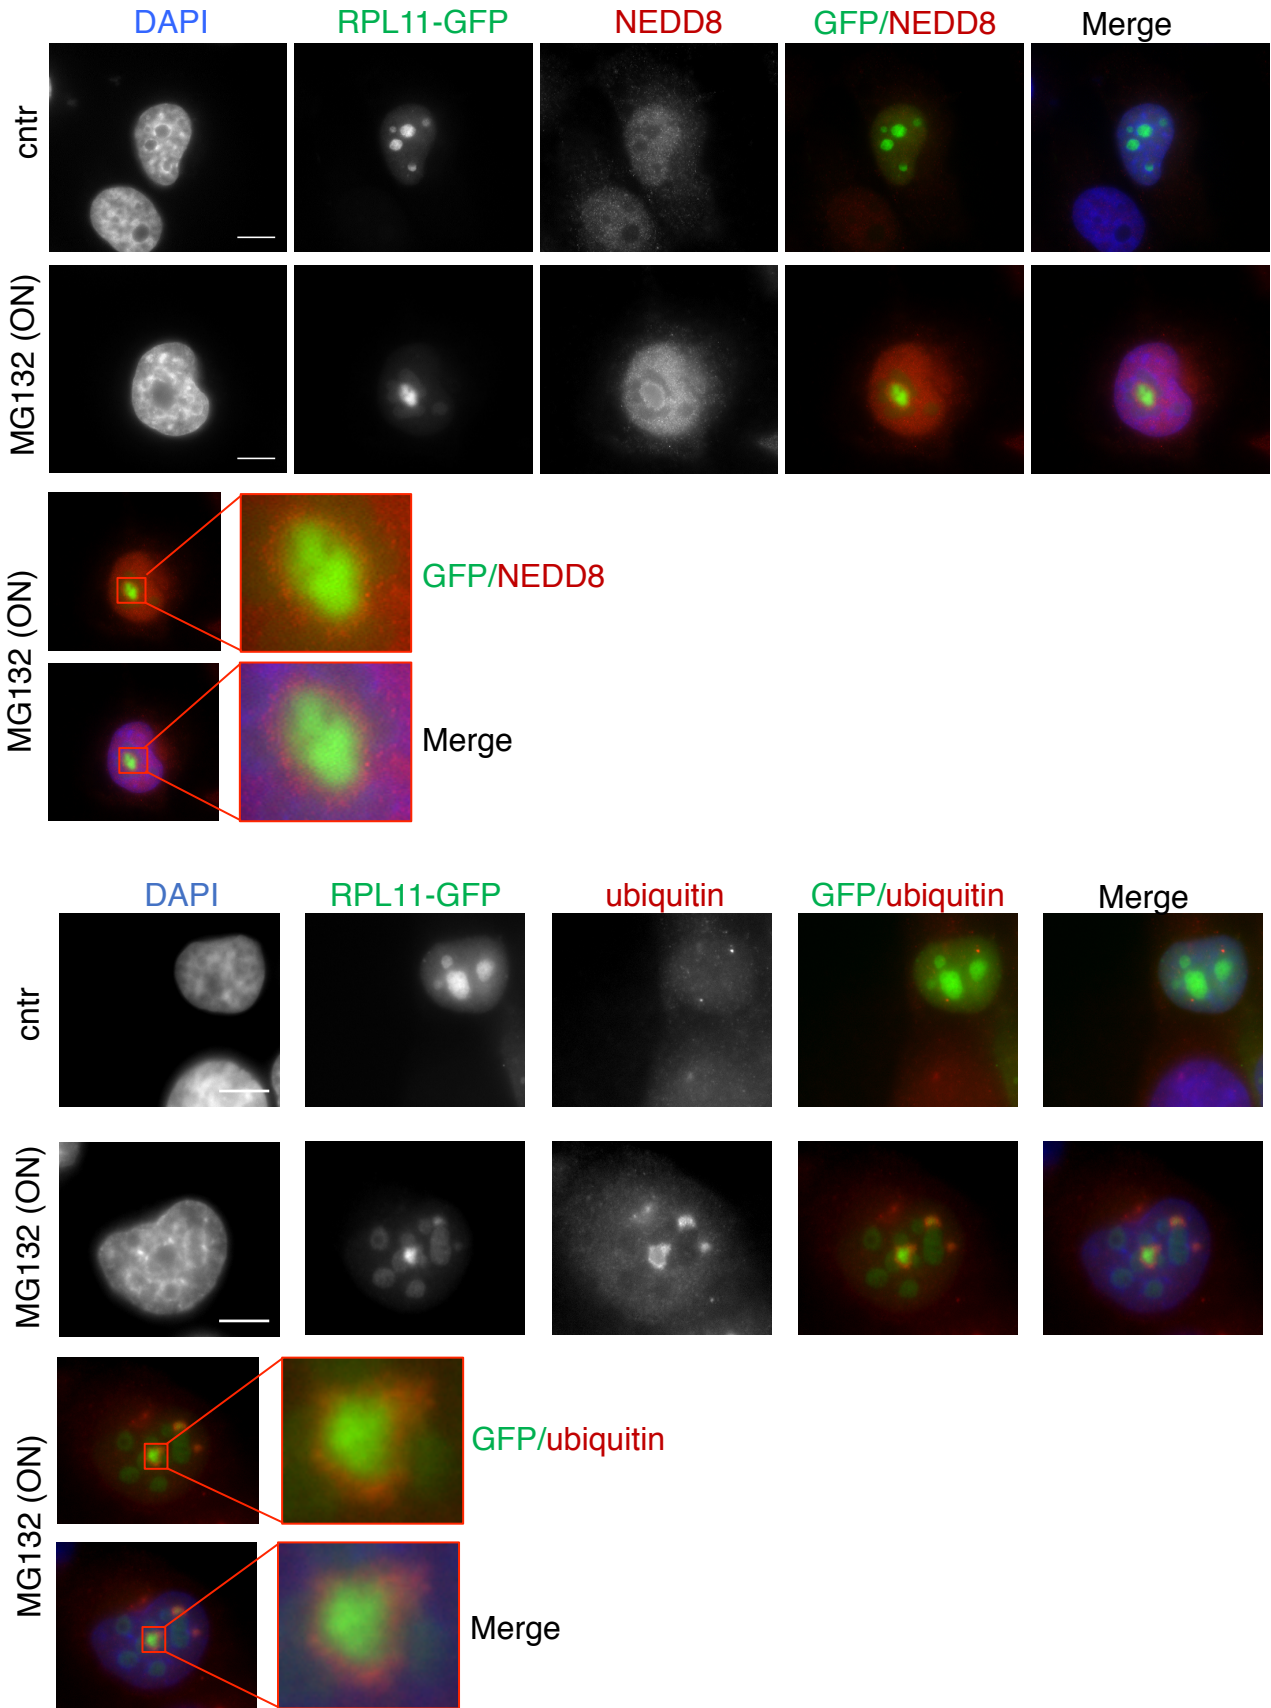 DAPI RPL11-GFP NEDD8 GFP/NEDD8 Merge
cntr
MG132 (ON)
MG132 (ON)
GFP/NEDD8
Merge
DAPI RPL11-GFP ubiquitin GFP/ubiquitin Merge
cntr
MG132 (ON)
MG132 (ON)
GFP/ubiquitin
Merge